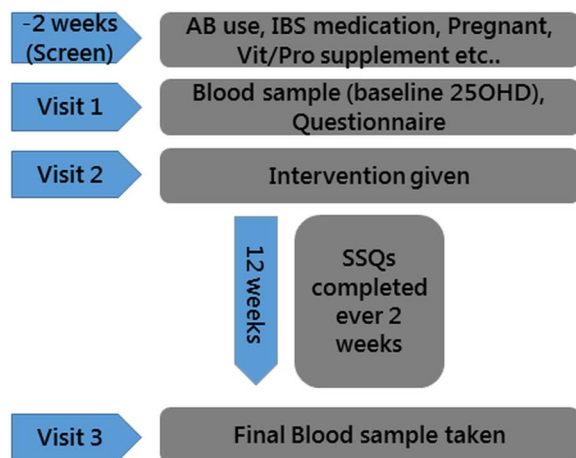 -2 weeks
(Screen)
AB use, IBS medication, Pregnant,
Vit/Pro supplement etc..
Visit 1
Blood sample (baseline 25OHD),
Questionnaire
Visit 2
Intervention given
12 weeks
SSQs
completed
ever 2
weeks
Visit 3
Final Blood sample taken